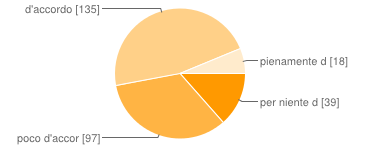 d'accordo [135]
pienamente d [18]
per niente d [39]
poco d'accor [97]